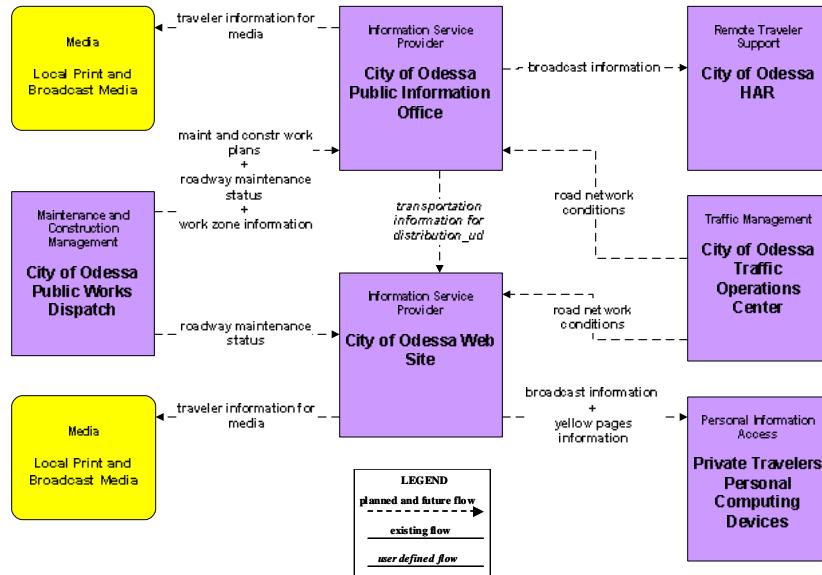 Media
Local Print and
Broadcast Media
traveler information for
media
Information Service
Provider
City of Odessa
Public Information
Office
broadcast information
Remote Traveler
Support
City of Odessa
HAR
maint and constr work
plans
+
roadway maintenance
status
+
work zone information
transportation
information for
distribution_ud
road network
conditions
Maintenance and
Construction
Management
City of Odessa
Public Works
Dispatch
Traffic Management
City of Odessa
Traffic
Operations
Center
roadway maintenance
status
Information Service
Provider
City of Odessa Web
Site
road network
conditions
Media
Local Print and
Broadcast Media
traveler information for
media
broadcast information
+
yellow pages
information
Personal Information
Access
Private Travelers
Personal
Computing
Devices
LEGEND
planned and future flow
existing flow
user defined flow